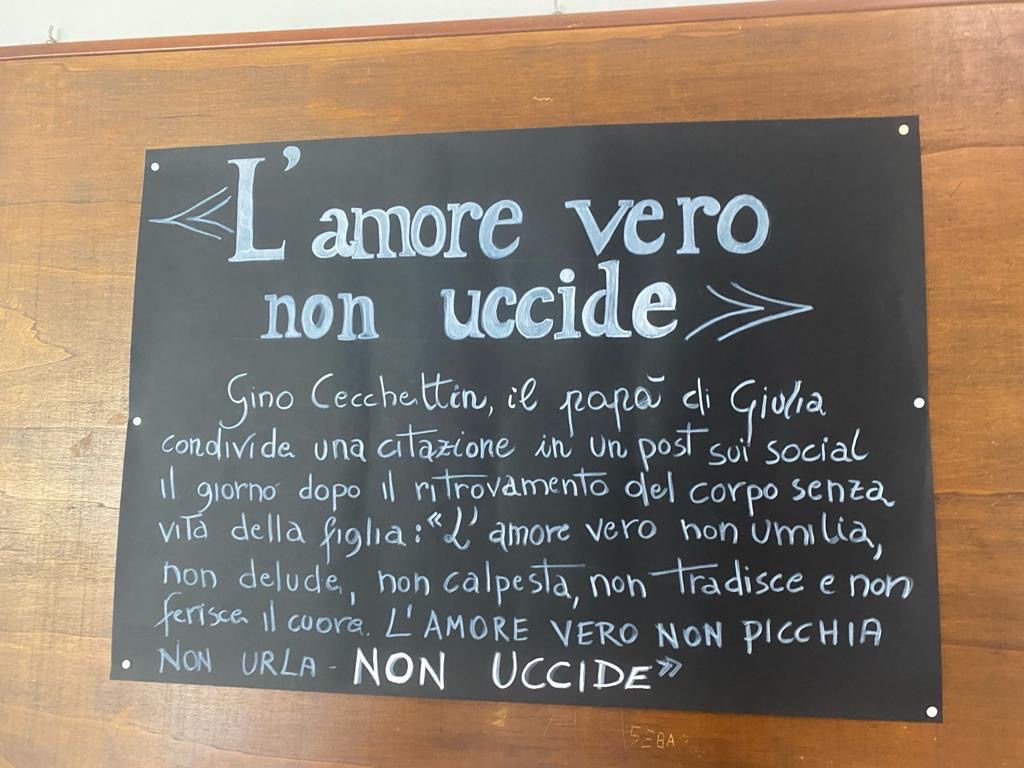 «L'amore vero
non uccide»
Gino Cecchettin, il papà di Giulia
condivide una citazione in un post sui social
il giorno dopo il ritrovamento del corpo senza
vita della figlia: "L'amore vero non umilia,
non delude, non calpesta, non tradisce e non
ferisce il cuore. L'AMORE VERO NON PICCHIA
NON URLA - NON UCCIDE»
SEBA